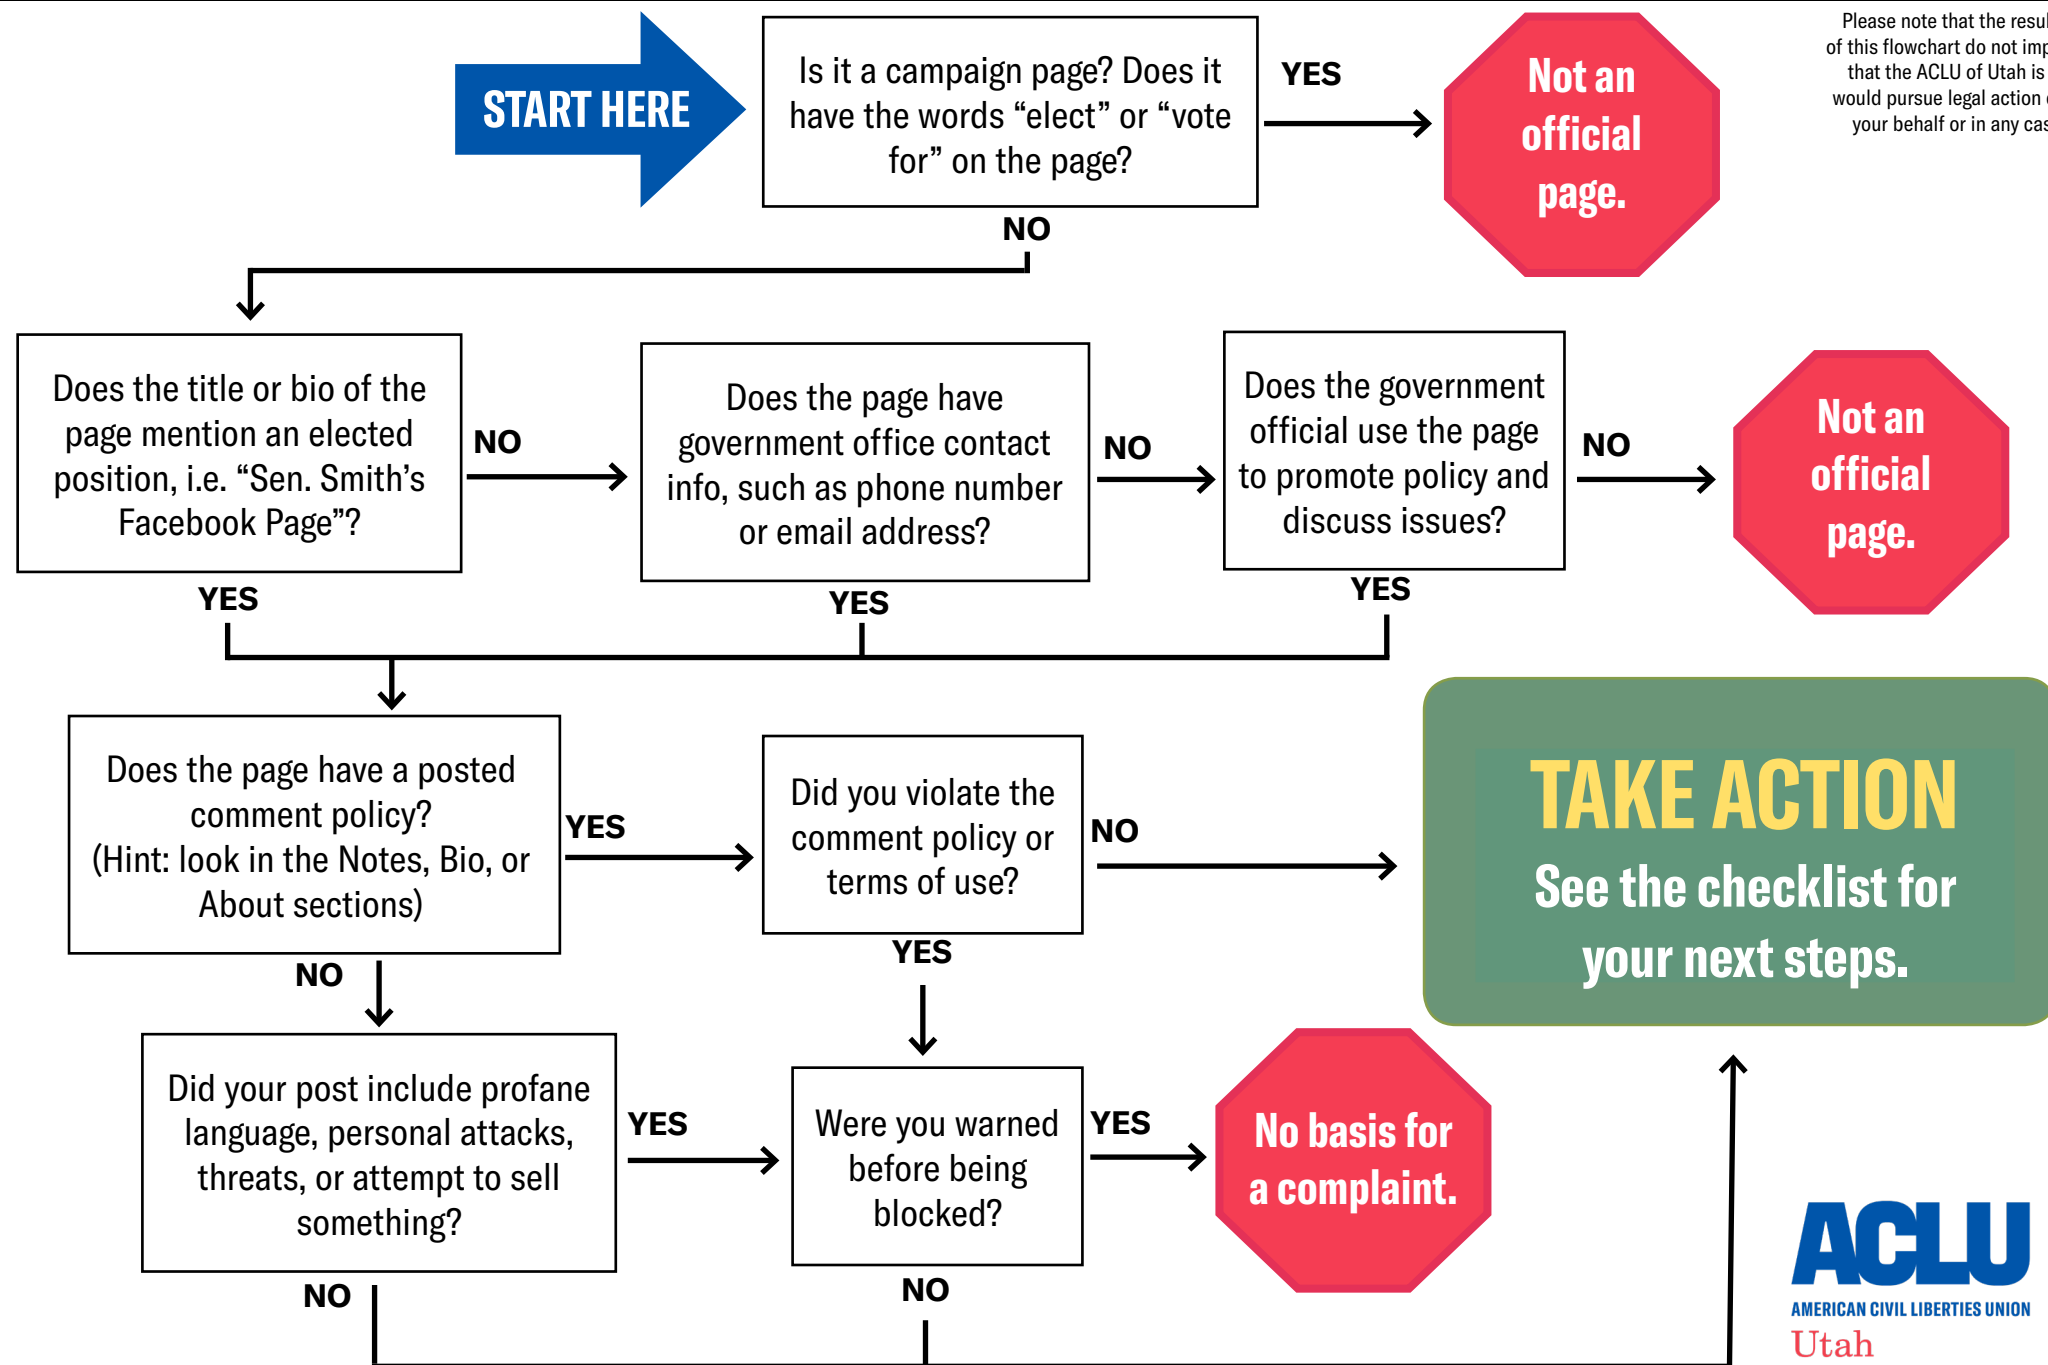 START HERE
Is it a campaign page? Does it
have the words “elect” or “vote
for” on the page?
YES
Not an
official
page.
Please note that the
of this flowchart do not
that the ACLU of Utah is
would pursue legal action
your behalf or in any
NO
Does the title or bio of the
page mention an elected
position, i.e. “Sen. Smith’s
Facebook Page”?
NO
Does the page have
government office contact
info, such as phone number
or email address?
NO
Does the government
official use the page
to promote policy and
discuss issues?
NO
Not an
official
page.
YES
YES
YES
Does the page have a posted
comment policy?
(Hint: look in the Notes, Bio, or
About sections)
YES
Did you violate the
comment policy or
terms of use?
NO
TAKE ACTION
See the checklist for
your next steps.
NO
YES
Did your post include profane
language, personal attacks,
threats, or attempt to sell
something?
YES
Were you warned
before being
blocked?
YES
No basis for
a complaint.
NO
NO
ACLU
AMERICAN CIVIL LIBERTIES UNION
Utah